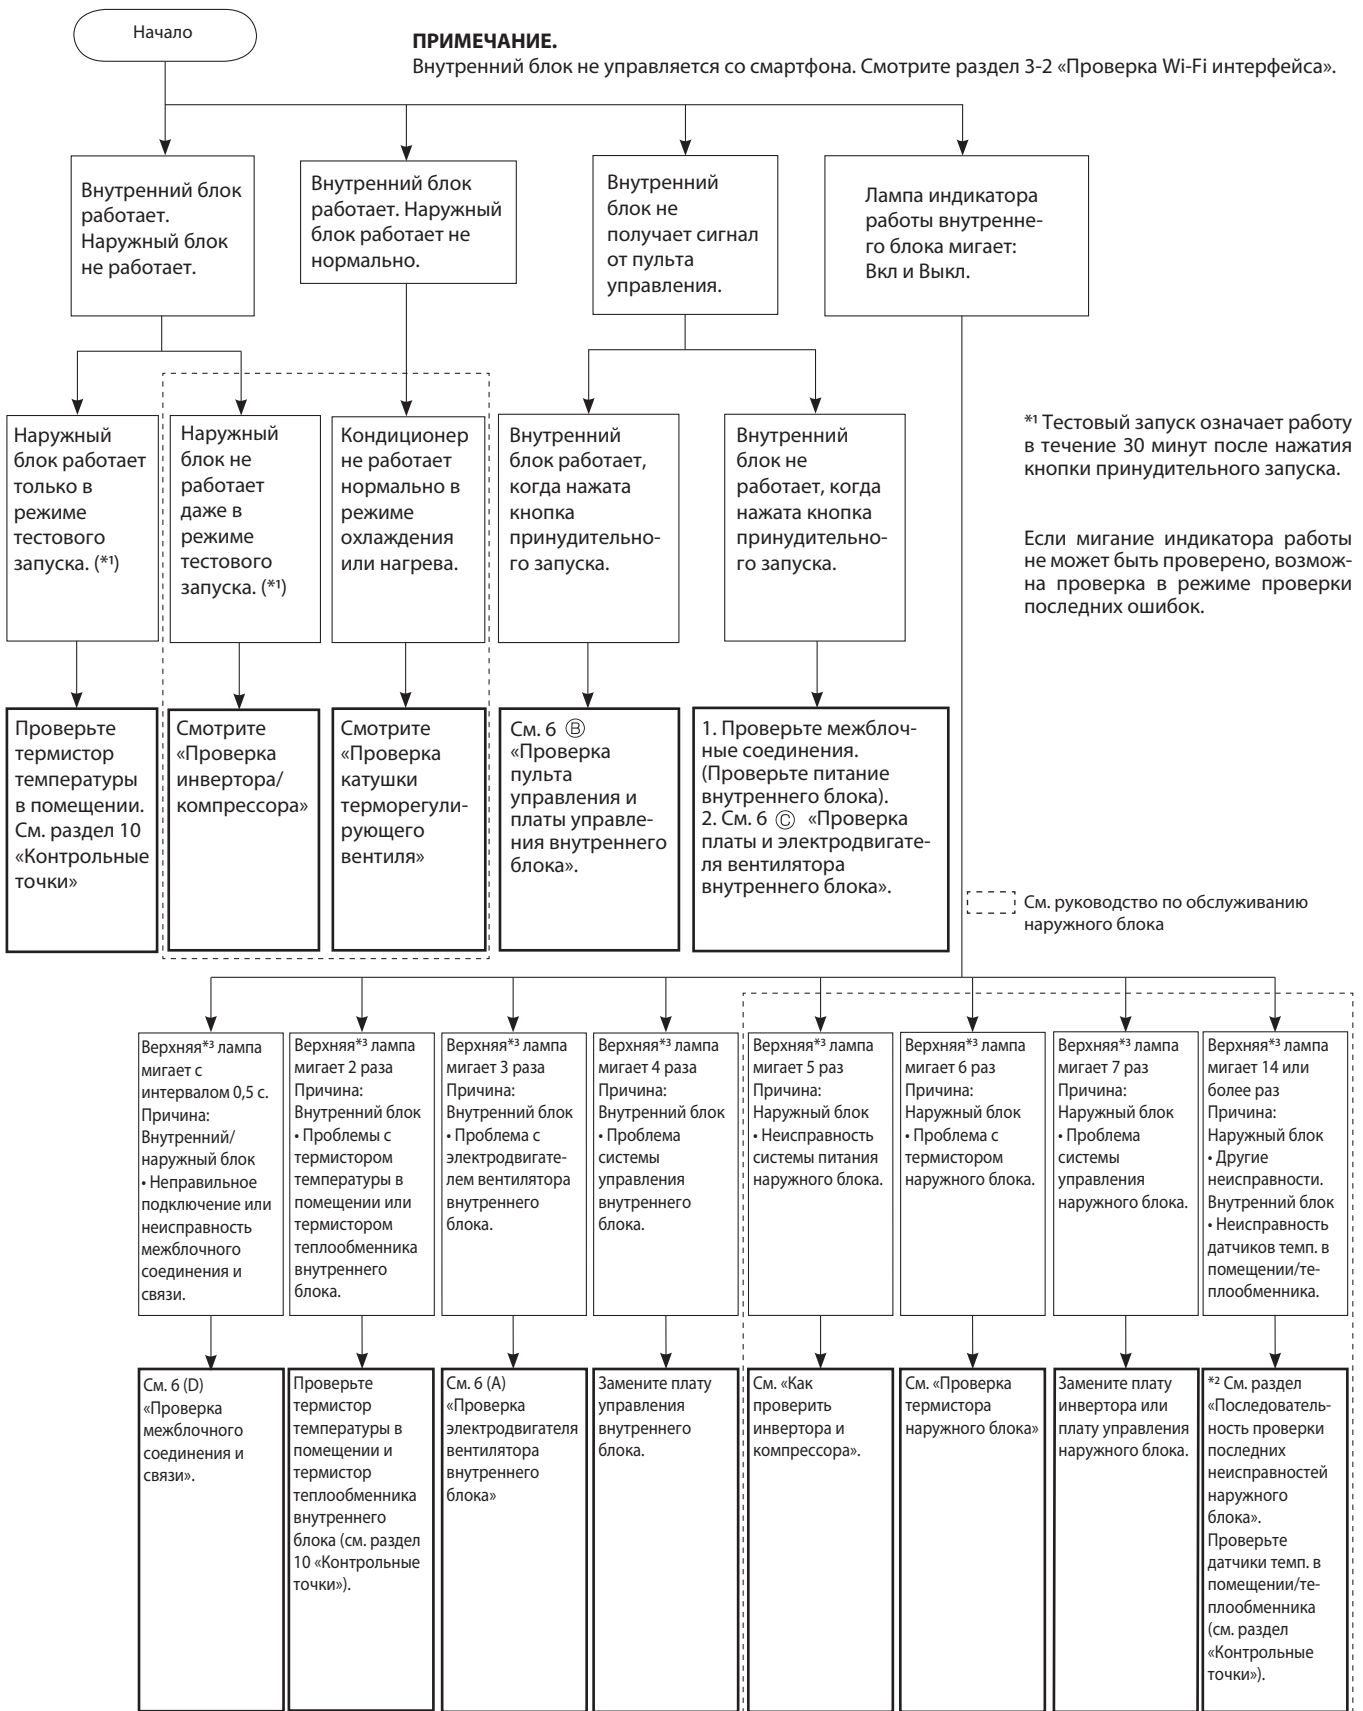 Начало
ПРИМЕЧАНИЕ.
Внутренний блок не управляется со смартфона. Смотрите раздел 3-2 «Проверка Wi-Fi интерфейса».
Внутренний блок
работает.
Наружный блок
не работает.
Внутренний блок
работает. Наружный
блок работает не
нормально.
Внутренний
блок не
получает сигнал
от пульта
управления.
Лампа индикатора
работы внутренне-
го блока мигает:
Вкл и Выкл.
Наружный
блок работает
только в
режиме
тестового
запуска. (*1)
Наружный
блок не
работает
даже в
режиме
тестового
запуска. (*1)
Кондиционер
не работает
нормально в
режиме
охлаждения
или нагрева.
Внутренний
блок работает,
когда нажата
кнопка
принудительно-
го запуска.
Внутренний
блок не
работает, когда
нажата кнопка
принудительно-
го запуска.
*1 Тестовый запуск означает работу
в течение 30 минут после нажатия
кнопки принудительного запуска.
Если мигание индикатора работы
не может быть проверено, возмож-
на проверка в режиме проверки
последних ошибок.
Проверьте
термистор
температуры
в помещении.
См. раздел 10
«Контрольные
точки»
Смотрите
«Проверка
инвертора/
компрессора»
Смотрите
«Проверка
катушки
терморегули-
рующего
вентиля»
См. 6 Ⓑ
«Проверка
пульта
управления и
платы управле-
ния внутреннего
блока».
1. Проверьте межблоч-
ные соединения.
(Проверьте питание
внутреннего блока).
2. См. 6 Ⓒ «Проверка
платы и электродвигате-
ля вентилятора
внутреннего блока».
См. руководство по обслуживанию
наружного блока
Верхняя*3 лампа
мигает с
интервалом 0,5 с.
Причина:
Внутренний/
наружный блок
• Неправильное
подключение или
неисправность
межблочного
соединения и
связи.
Верхняя*3 лампа
мигает 2 раза
Причина:
Внутренний блок
• Проблемы с
термистором
температуры в
помещении или
термистором
теплообменника
внутреннего
блока.
Верхняя*3 лампа
мигает 3 раза
Причина:
Внутренний блок
• Проблема с
электродвигате-
лем вентилятора
внутреннего
блока.
Верхняя*3 лампа
мигает 4 раза
Причина:
Внутренний блок
• Проблема
системы
управления
внутреннего
блока.
Верхняя*3 лампа
мигает 5 раз
Причина:
Наружный блок
• Неисправность
системы питания
наружного блока.
Верхняя*3 лампа
мигает 6 раз
Причина:
Наружный блок
• Проблема с
термистором
наружного блока.
Верхняя*3 лампа
мигает 7 раз
Причина:
Наружный блок
• Проблема
системы
управления
наружного блока.
Верхняя*3 лампа
мигает 14 или
более раз
Причина:
Наружный блок
• Другие
неисправности.
Внутренний блок
• Неисправность
датчиков темп. в
помещении/те-
плообменника.
См. 6 (D)
«Проверка
межблочного
соединения и
связи».
Проверьте
термистор
температуры в
помещении и
термистор
теплообменника
внутреннего
блока (см. раздел
10 «Контрольные
точки»).
См. 6 (A)
«Проверка
электродвигателя
вентилятора
внутреннего
блока»
Замените плату
управления
внутреннего
блока.
См. «Как
проверить
инвертора и
компрессора».
См. «Проверка
термистора
наружного блока»
Замените плату
инвертора или
плату управления
наружного блока.
*2 См. раздел
«Последователь-
ность проверки
последних
неисправностей
наружного
блока».
Проверьте
датчики темп. в
помещении/те-
плообменника
(см. раздел
«Контрольные
точки»).